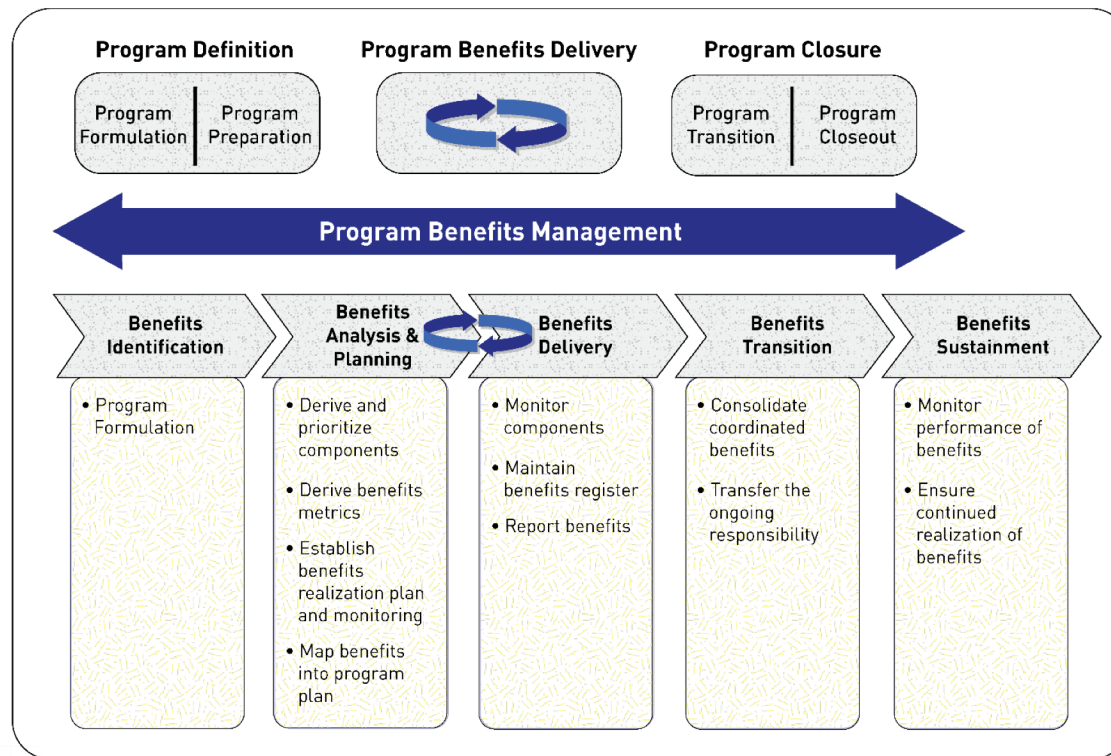 Program Definition
Program Benefits Delivery
Program Closure
Program
Formulation
Program
Preparation
Program
Transition
Program
Closeout
Program Benefits Management
Benefits
Identification
Benefits
Analysis &
Planning
Benefits
Delivery
Benefits
Transition
Benefits
Sustainment
• Program
Formulation
• Derive and
prioritize
components
• Derive benefits
metrics
• Establish
benefits
realization plan
and monitoring
• Map benefits
into program
plan
• Monitor
components
• Maintain
benefits register
• Report benefits
• Consolidate
coordinated
benefits
• Transfer the
ongoing
responsibility
• Monitor
performance of
benefits
• Ensure
continued
realization of
benefits